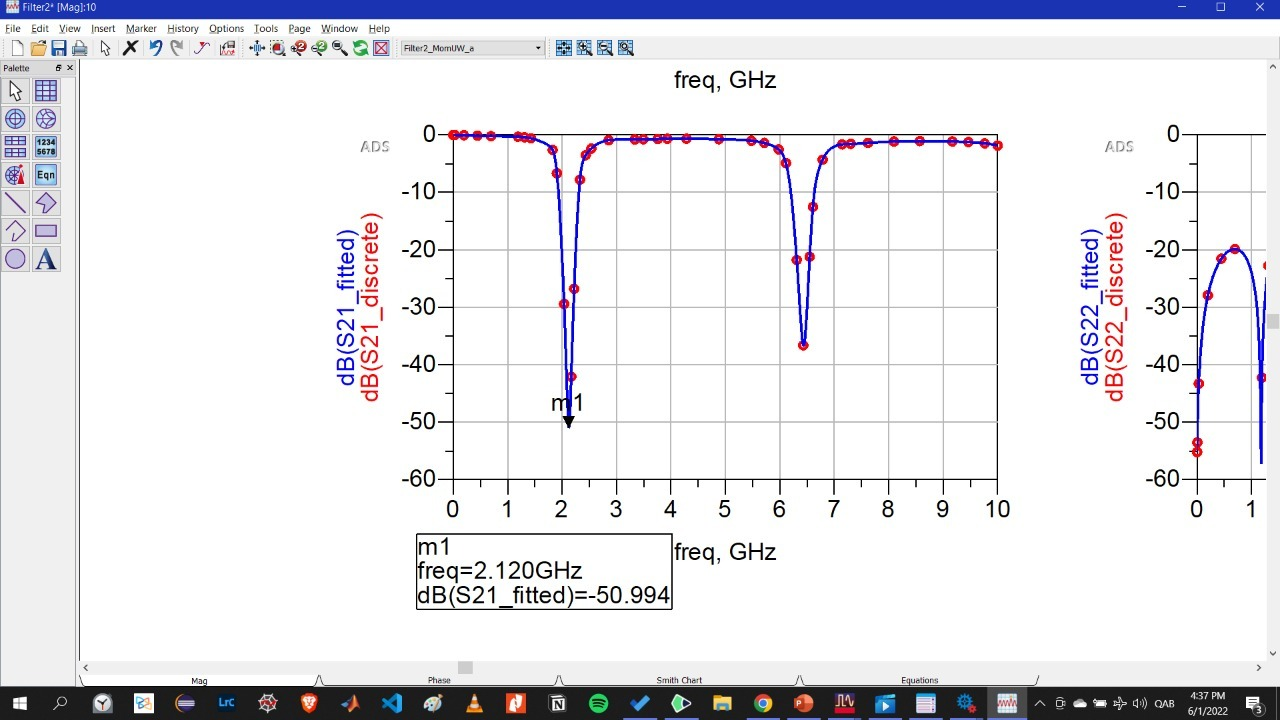 Filter2* [Mag]:10
File Edit View Insert Marker History Options Tools Page Window Help
Filter2_MomUW_a
Palette
1234
5678
Eqn
A
freq, GHz
ADS
0
-10
-20
-30
-40
-50
-60
dB(S21_fitted)
dB(S21_discrete)
m1
0 1 2 3 4 5 6 7 8 9 10
freq, GHz
m1
freq=2.120GHz
dB(S21_fitted)=-50.994
ADS
0
-10
-20
-30
-40
-50
-60
dB(S22_fitted)
dB(S22_discrete)
0 1
Mag Phase Smith Chart Equations
Lrc
QAB
4:37 PM
6/1/2022
3